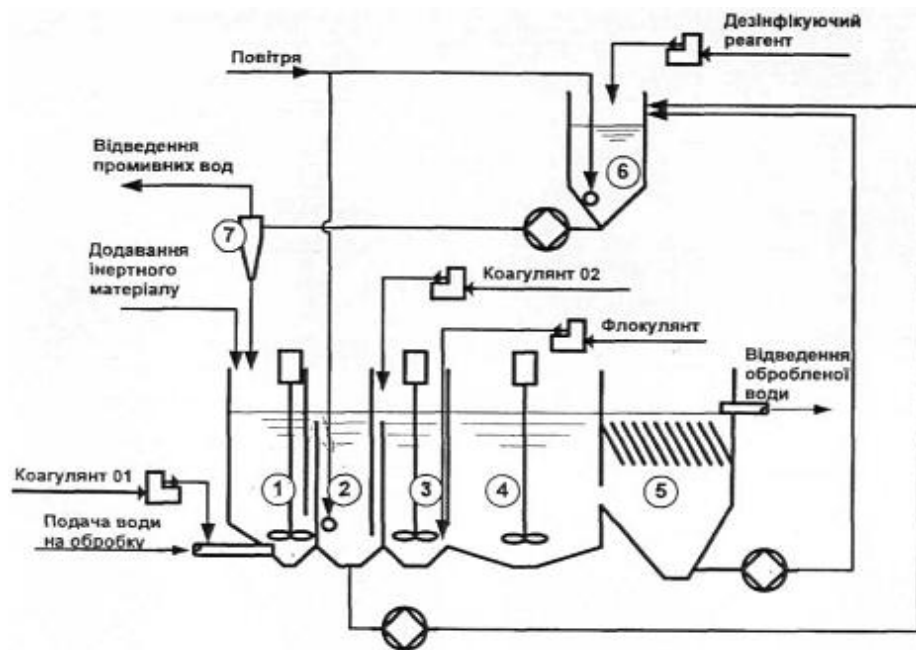 Дезінфікуючий
реагент
Повітря
6
Відведення
промивних вод
7
Додавання
інертного
матеріалу
Коагулянт 02
Флокулянт
Відведення
обробленої
води
Коагулянт 01
1
2
3
4
5
Подача води
на обробку